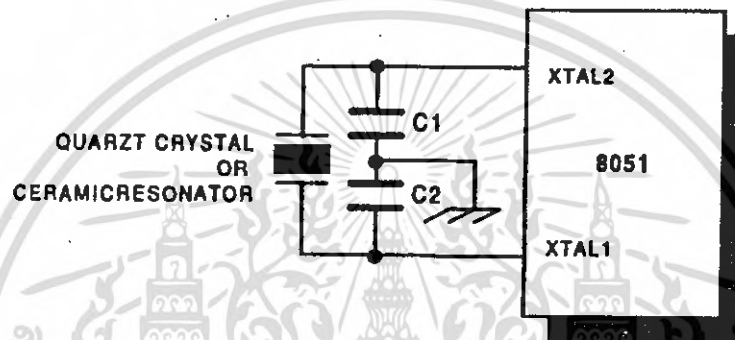 XTAL2
C1
QUARZT CRYSTAL
OR
CERAMICRESONATOR
8051
C2
XTAL1